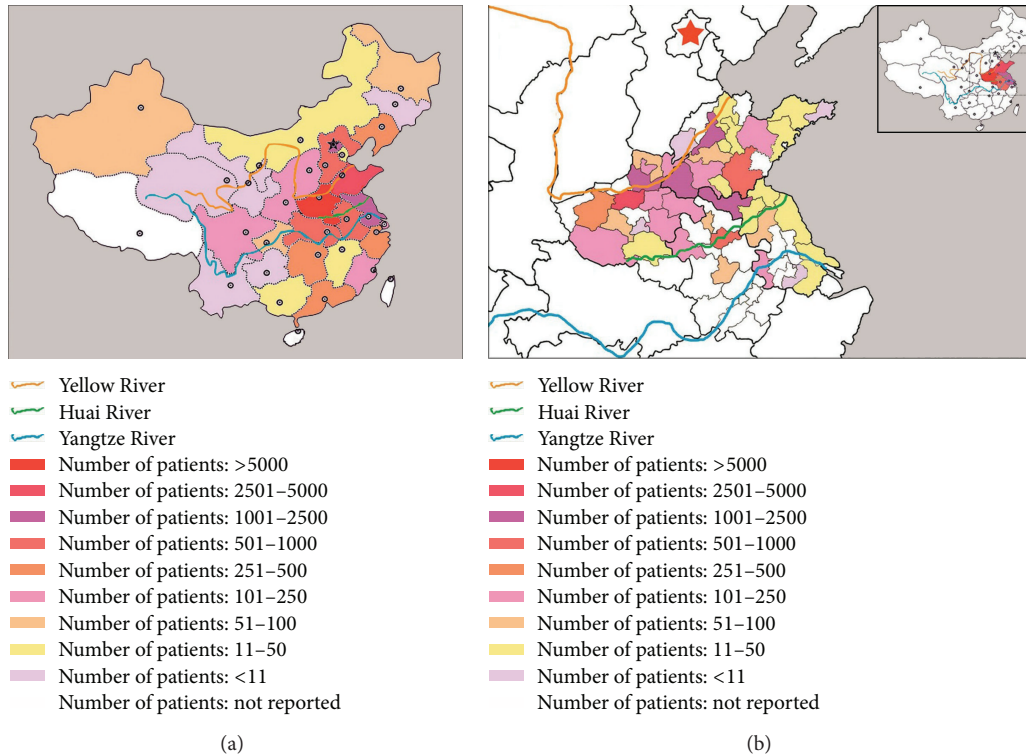 Yellow River
Huai River
Yangtze River
Number of patients: >5000
Number of patients: 2501–5000
Number of patients: 1001–2500
Number of patients: 501–1000
Number of patients: 251–500
Number of patients: 101–250
Number of patients: 51–100
Number of patients: 11–50
Number of patients: <11
Number of patients: not reported
(a)
Yellow River
Huai River
Yangtze River
Number of patients: >5000
Number of patients: 2501–5000
Number of patients: 1001–2500
Number of patients: 501–1000
Number of patients: 251–500
Number of patients: 101–250
Number of patients: 51–100
Number of patients: 11–50
Number of patients: <11
Number of patients: not reported
(b)